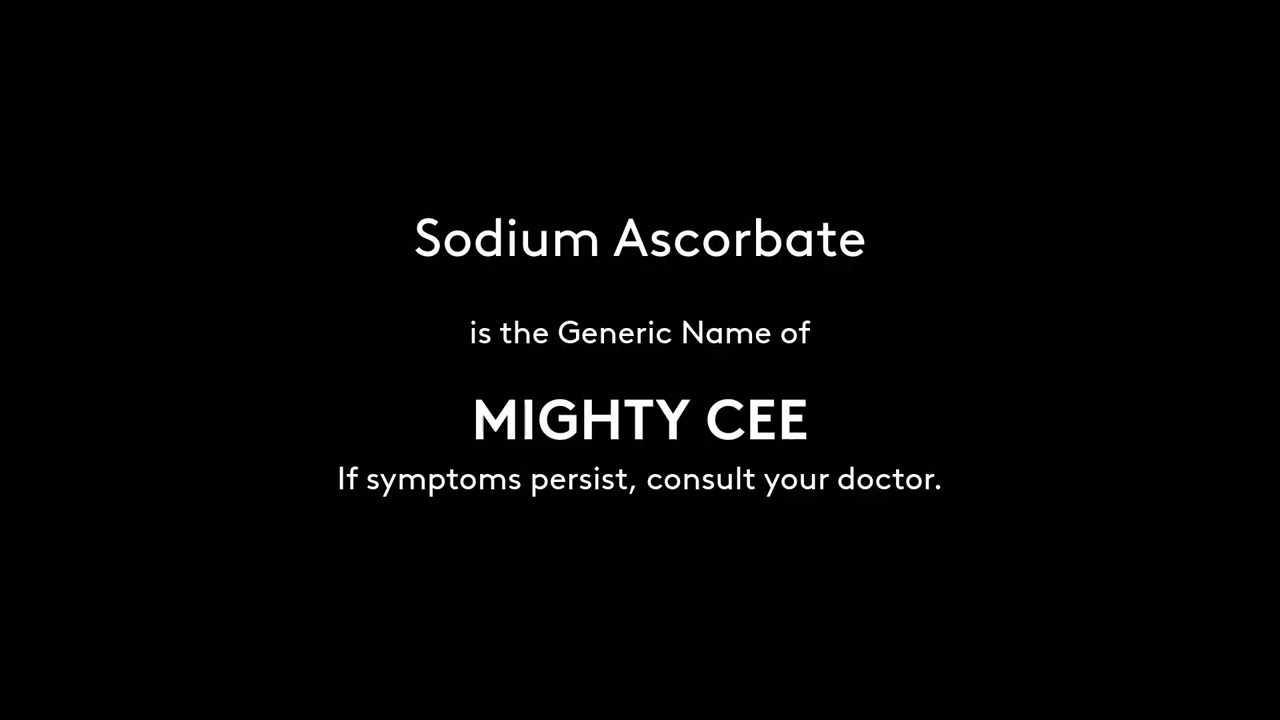 Sodium Ascorbate
is the Generic Name of
MIGHTY CEE
If symptoms persist, consult your doctor.